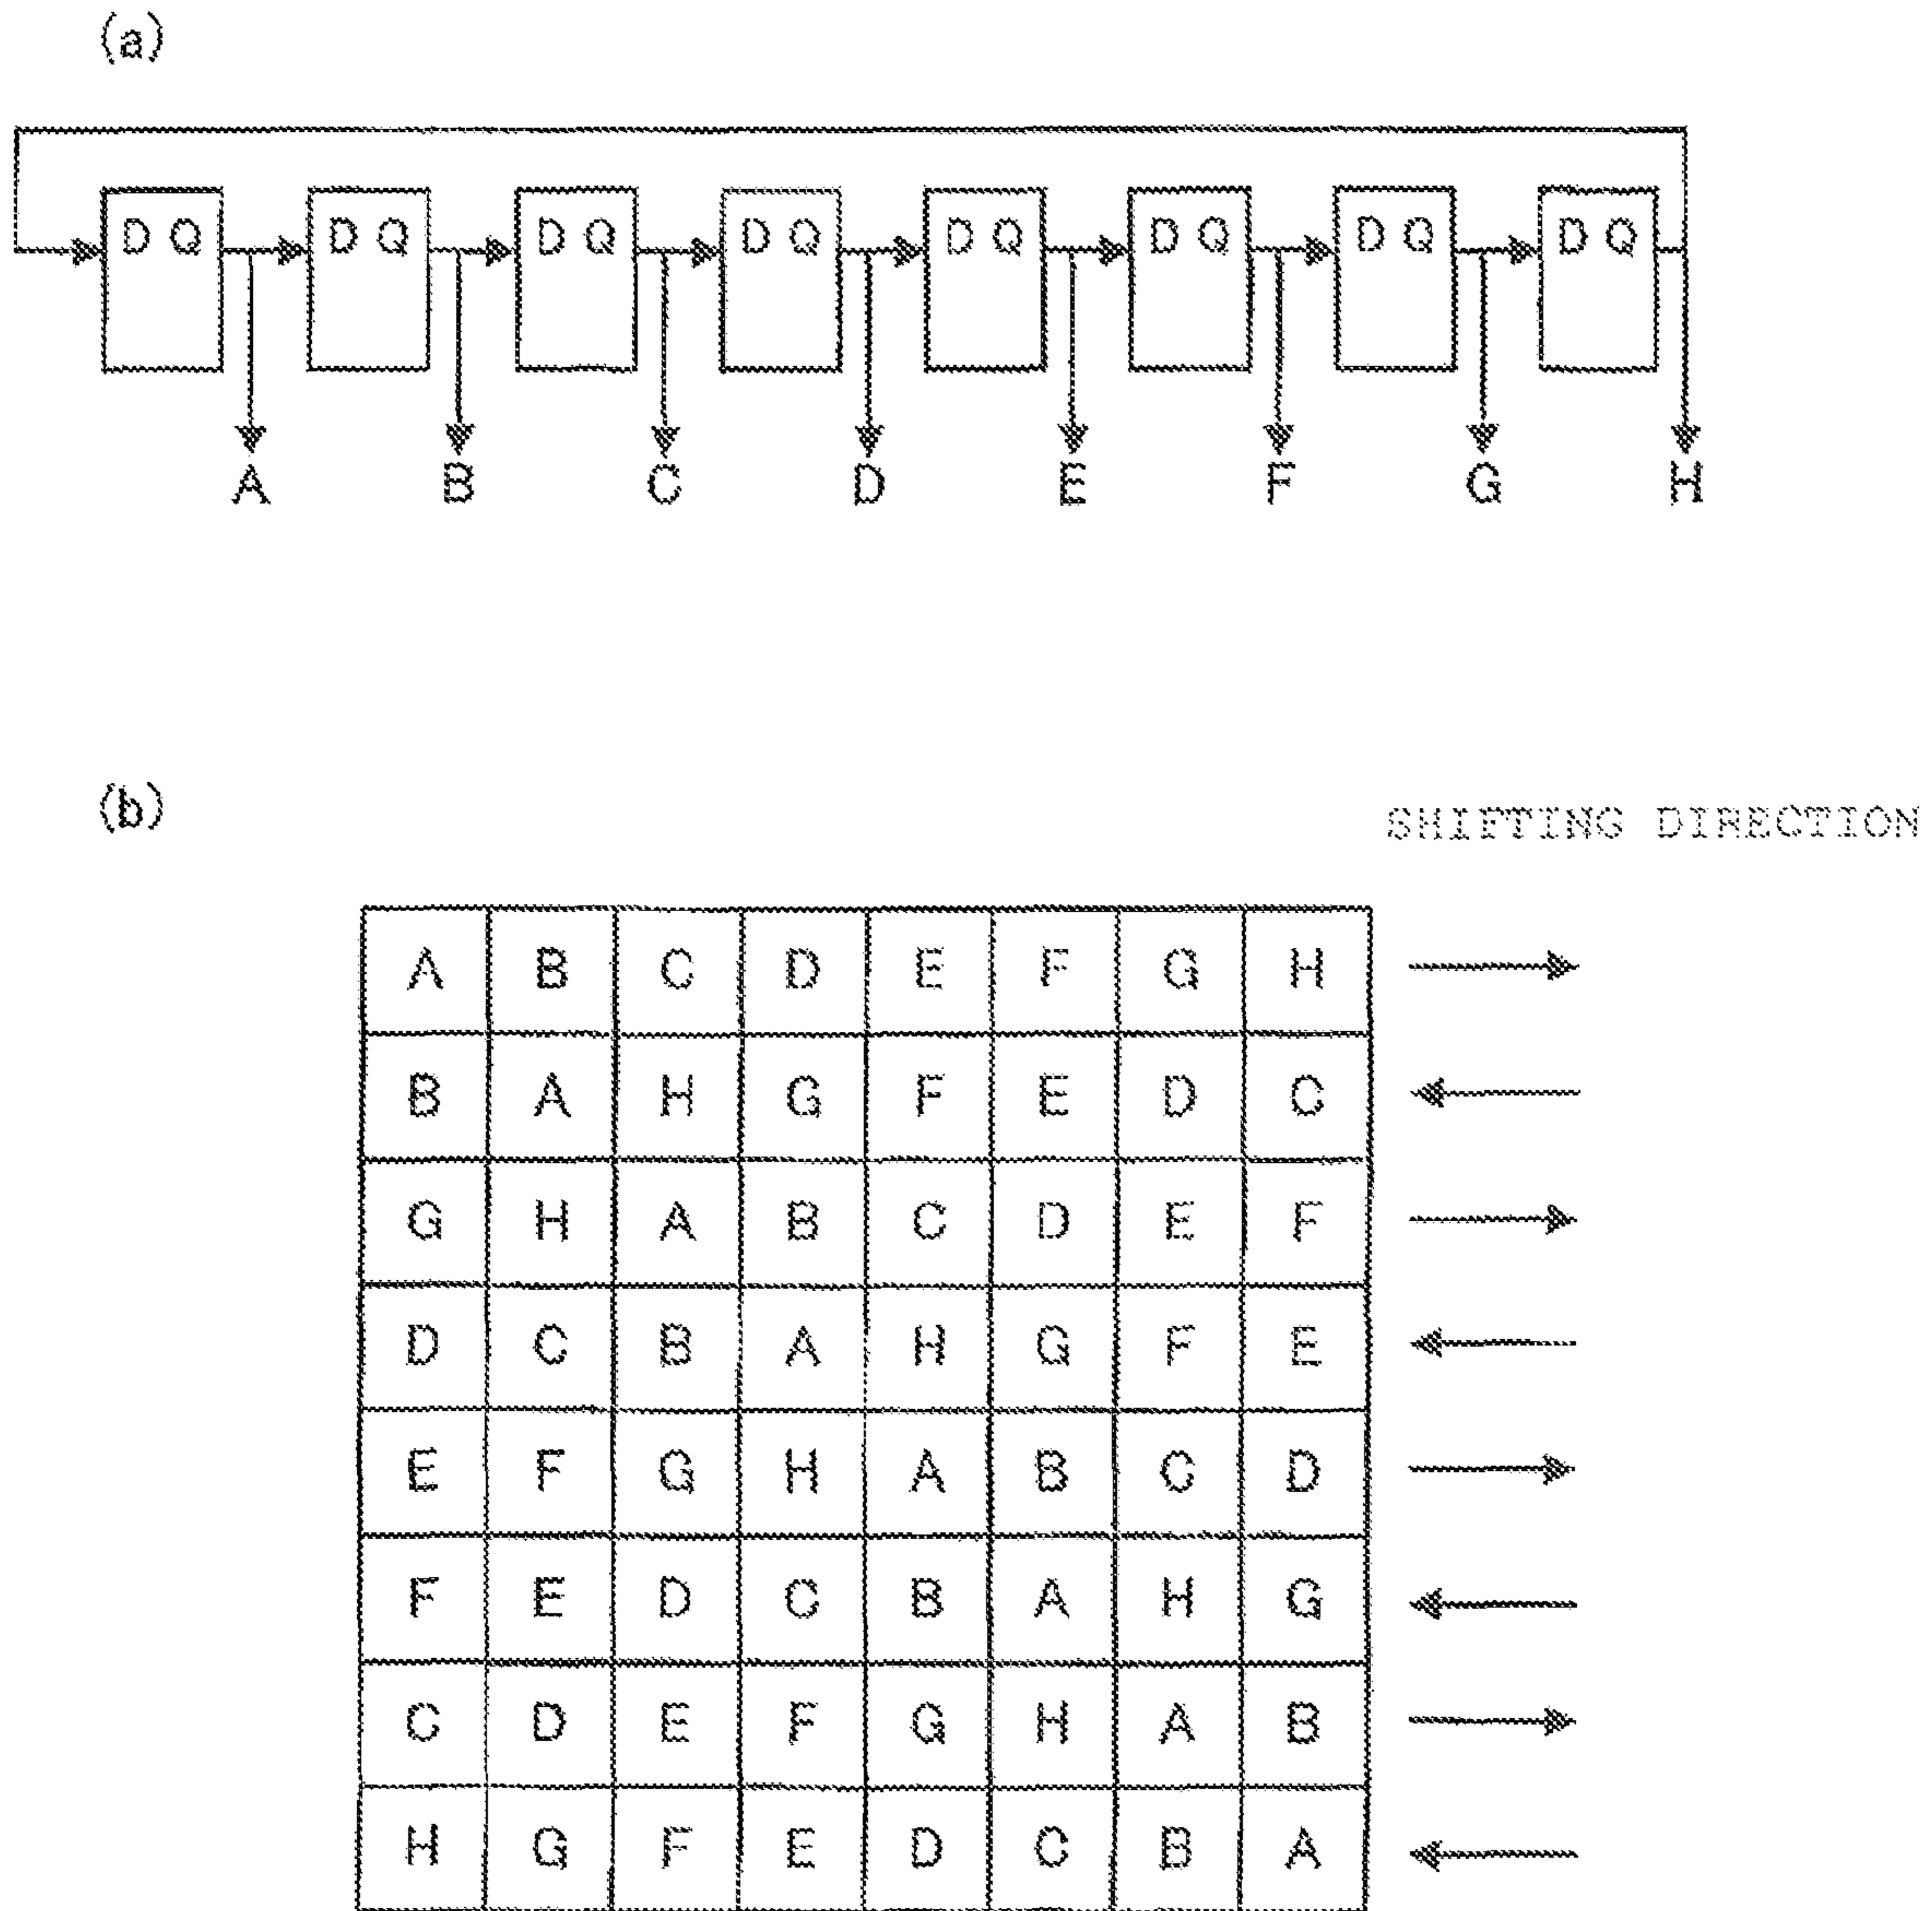 (a)
D Q D Q D Q D Q D Q D Q D Q D Q
A B C D E F G H
(b)
SHIFTING DIRECTION
A B C D E F G H
B A H G F E D C
G H A B C D E F
D C B A H G F E
E F G H A B C D
F E D C B A H G
C D E F G H A B
H G F E D C B A